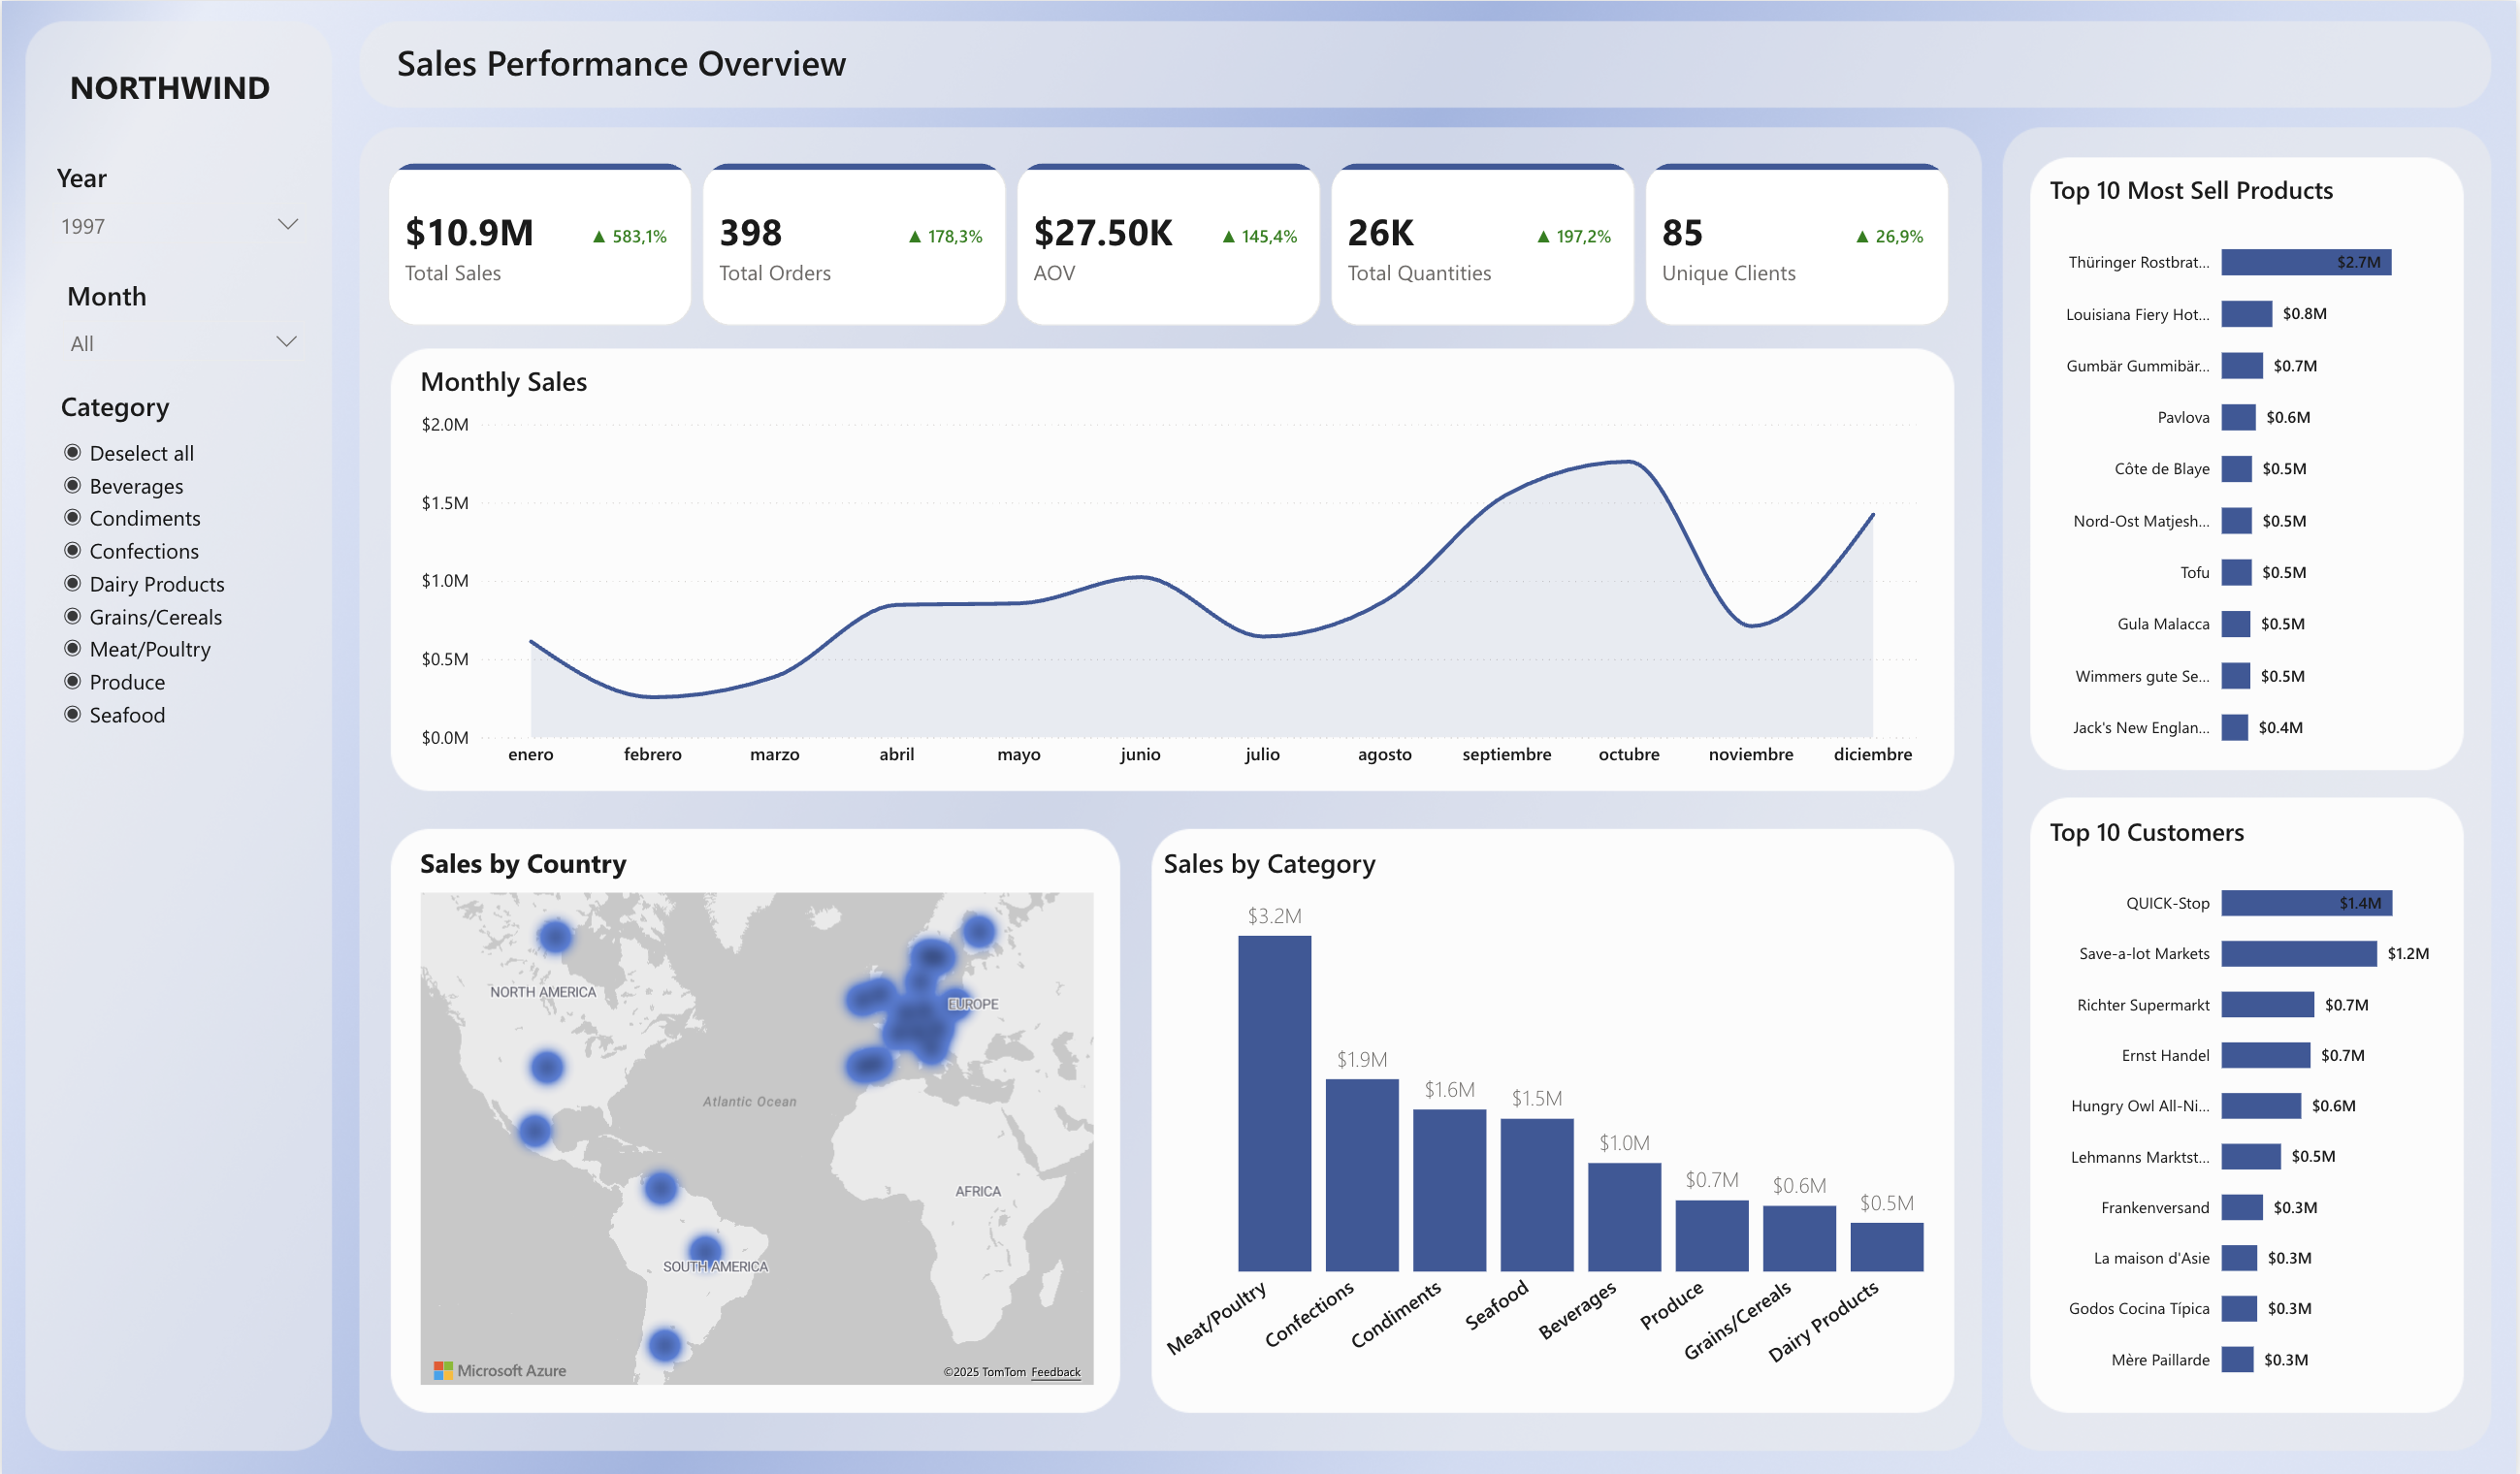 NORTHWIND
Year
1997
Month
All
Category
Deselect all
Beverages
Condiments
Confections
Dairy Products
Grains/Cereals
Meat/Poultry
Produce
Seafood
Sales Performance Overview
$10.9M ▲ 583,1%
Total Sales
398 ▲ 178,3%
Total Orders
$27.50K ▲ 145,4%
AOV
26K ▲ 197,2%
Total Quantities
85 ▲ 26,9%
Unique Clients
Monthly Sales
$2.0M
$1.5M
$1.0M
$0.5M
$0.0M
enero febrero marzo abril mayo junio julio agosto septiembre octubre noviembre diciembre
Sales by Country
NORTH AMERICA
EUROPE
Atlantic Ocean
AFRICA
SOUTH AMERICA
Microsoft Azure
©2025 TomTom Feedback
Sales by Category
$3.2M
$1.9M
$1.6M
$1.5M
$1.0M
$0.7M
$0.6M
$0.5M
Meat/Poultry
Confections
Condiments
Seafood
Beverages
Produce
Grains/Cereals
Dairy Products
Top 10 Most Sell Products
Thüringer Rostbrat... $2.7M
Louisiana Fiery Hot... $0.8M
Gumbär Gummibär... $0.7M
Pavlova $0.6M
Côte de Blaye $0.5M
Nord-Ost Matjesh... $0.5M
Tofu $0.5M
Gula Malacca $0.5M
Wimmers gute Se... $0.5M
Jack's New Englan... $0.4M
Top 10 Customers
QUICK-Stop $1.4M
Save-a-lot Markets $1.2M
Richter Supermarkt $0.7M
Ernst Handel $0.7M
Hungry Owl All-Ni... $0.6M
Lehmanns Marktst... $0.5M
Frankenversand $0.3M
La maison d'Asie $0.3M
Godos Cocina Típica $0.3M
Mère Paillarde $0.3M